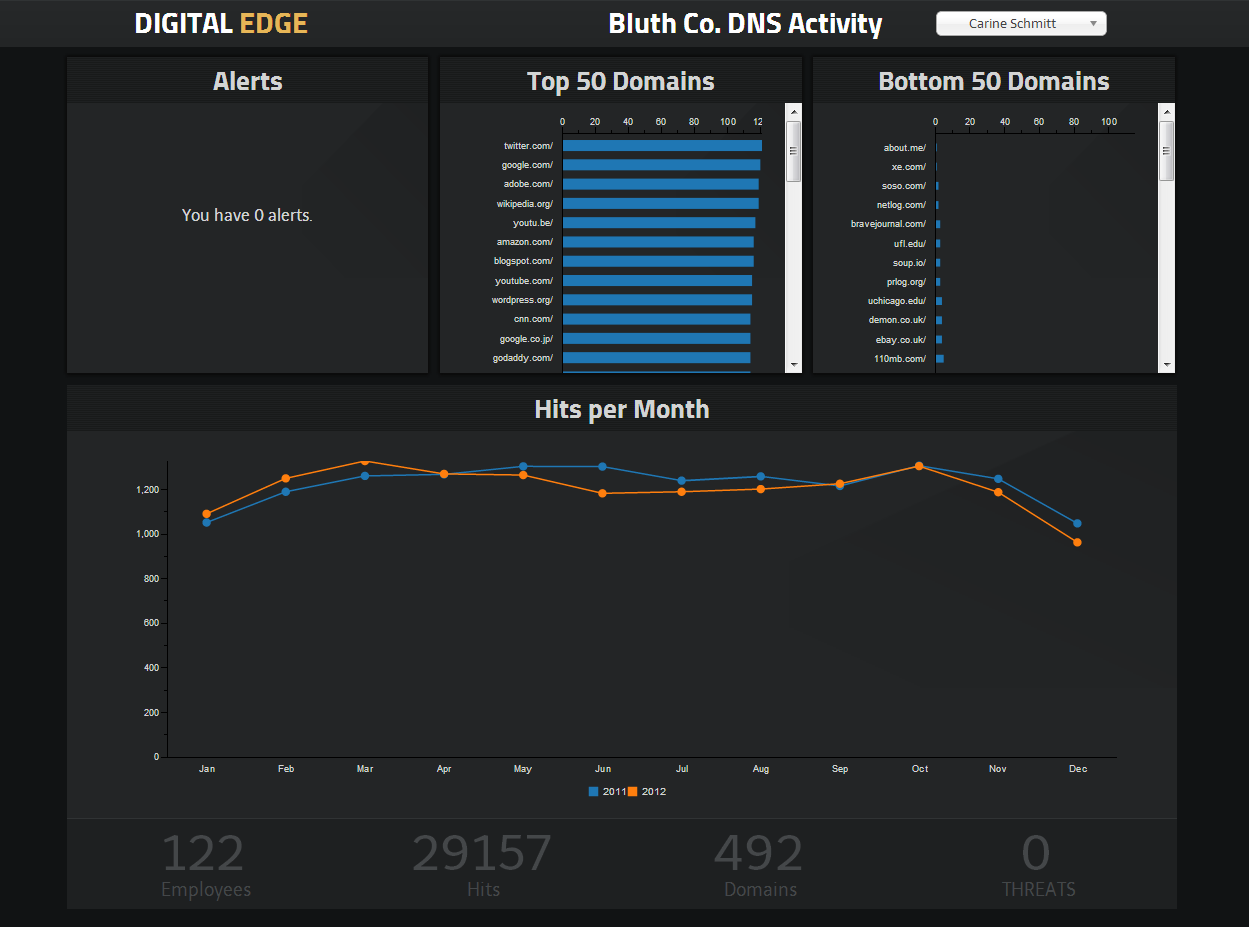 DIGITAL EDGE
Bluth Co. DNS Activity
Carine Schmitt
Alerts
You have 0 alerts.
Top 50 Domains
0 20 40 60 80 100 12
twitter.com/
google.com/
adobe.com/
wikipedia.org/
youtu.be/
amazon.com/
blogspot.com/
youtube.com/
wordpress.org/
cnn.com/
google.co.jp/
godaddy.com/
Bottom 50 Domains
0 20 40 60 80 100
about.me/
xe.com/
soso.com/
netlog.com/
bravejournal.com/
ufl.edu/
soup.io/
prlog.org/
uchicago.edu/
demon.co.uk/
ebay.co.uk/
110mb.com/
Hits per Month
1,200
1,000
800
600
400
200
0
Jan Feb Mar Apr May Jun Jul Aug Sep Oct Nov Dec
2011 2012
122 29157 492 0
Employees Hits Domains THREATS